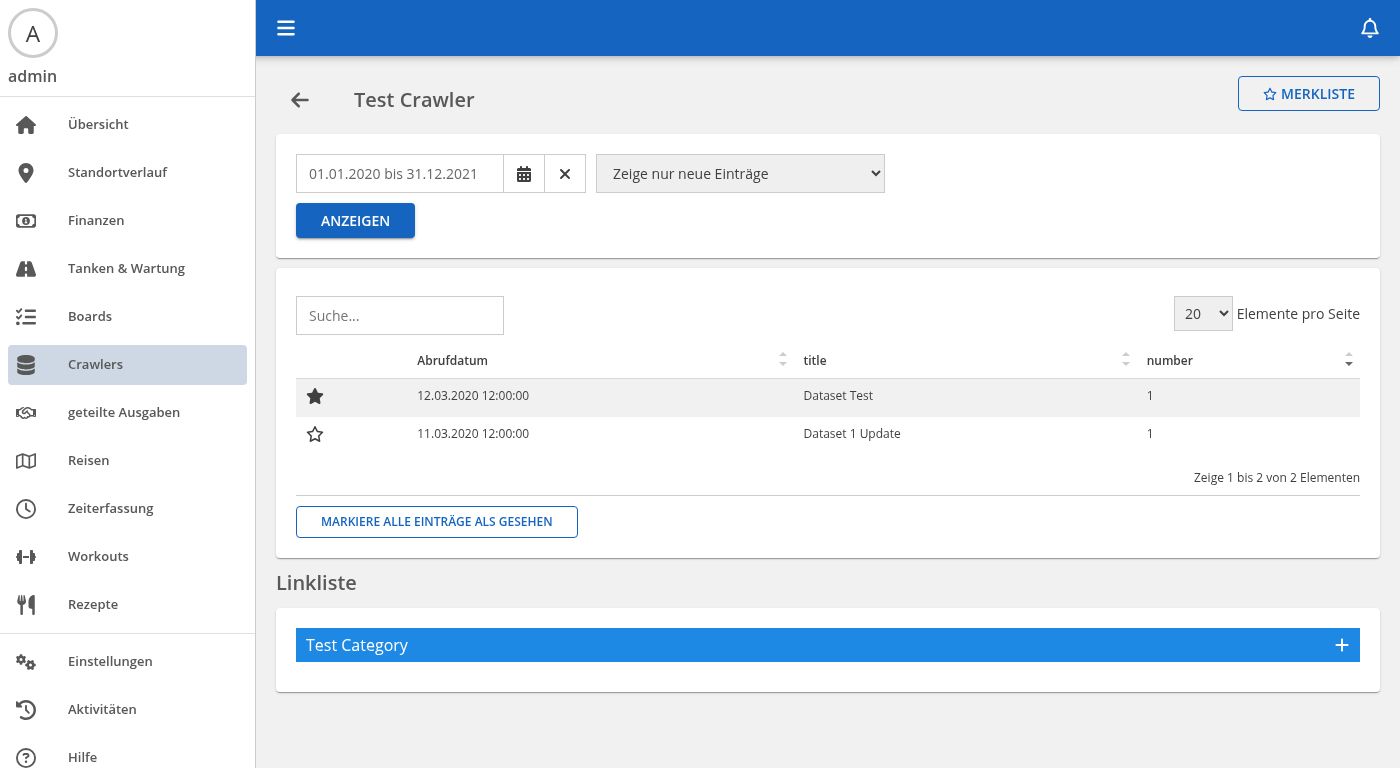 A
admin
Übersicht
Standortverlauf
Finanzen
Tanken & Wartung
Boards
Crawlers
geteilte Ausgaben
Reisen
Zeiterfassung
Workouts
Rezepte
Einstellungen
Aktivitäten
Hilfe
Test Crawler
MERKLISTE
01.01.2020 bis 31.12.2021
Zeige nur neue Einträge
ANZEIGEN
Suche...
20 Elemente pro Seite
Abrufdatum title number
12.03.2020 12:00:00 Dataset Test 1
11.03.2020 12:00:00 Dataset 1 Update 1
Zeige 1 bis 2 von 2 Elementen
MARKIERE ALLE EINTRÄGE ALS GESEHEN
Linkliste
Test Category